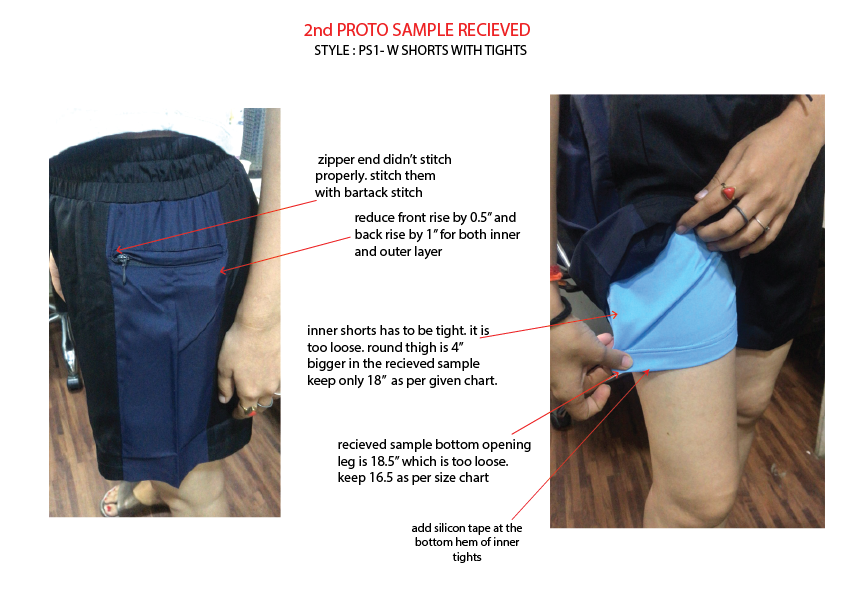 2nd PROTO SAMPLE RECIEVED
STYLE : PS1- W SHORTS WITH TIGHTS
zipper end didn't stitch
properly. stitch them
with bartack stitch
reduce front rise by 0.5" and
back rise by 1" for both inner
and outer layer
inner shorts has to be tight. it is
too loose. round thigh is 4"
bigger in the recieved sample
keep only 18" as per given chart.
recieved sample bottom opening
leg is 18.5" which is too loose.
keep 16.5 as per size chart
add silicon tape at the
bottom hem of inner
tights